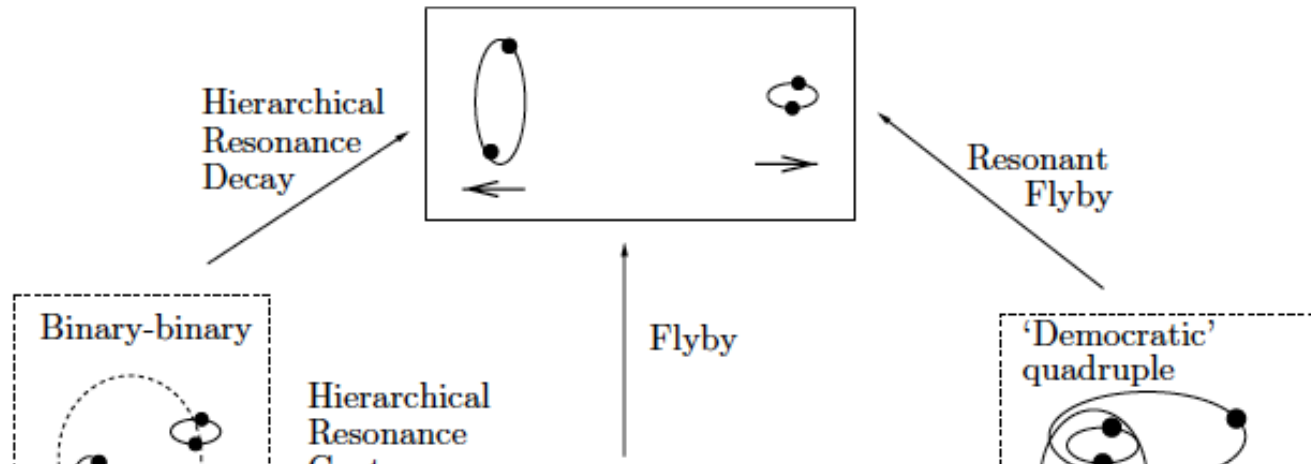 Hierarchical
Resonance
Decay
Resonant
Flyby
Binary-binary
Flyby
'Democratic'
quadruple
Hierarchical
Resonance